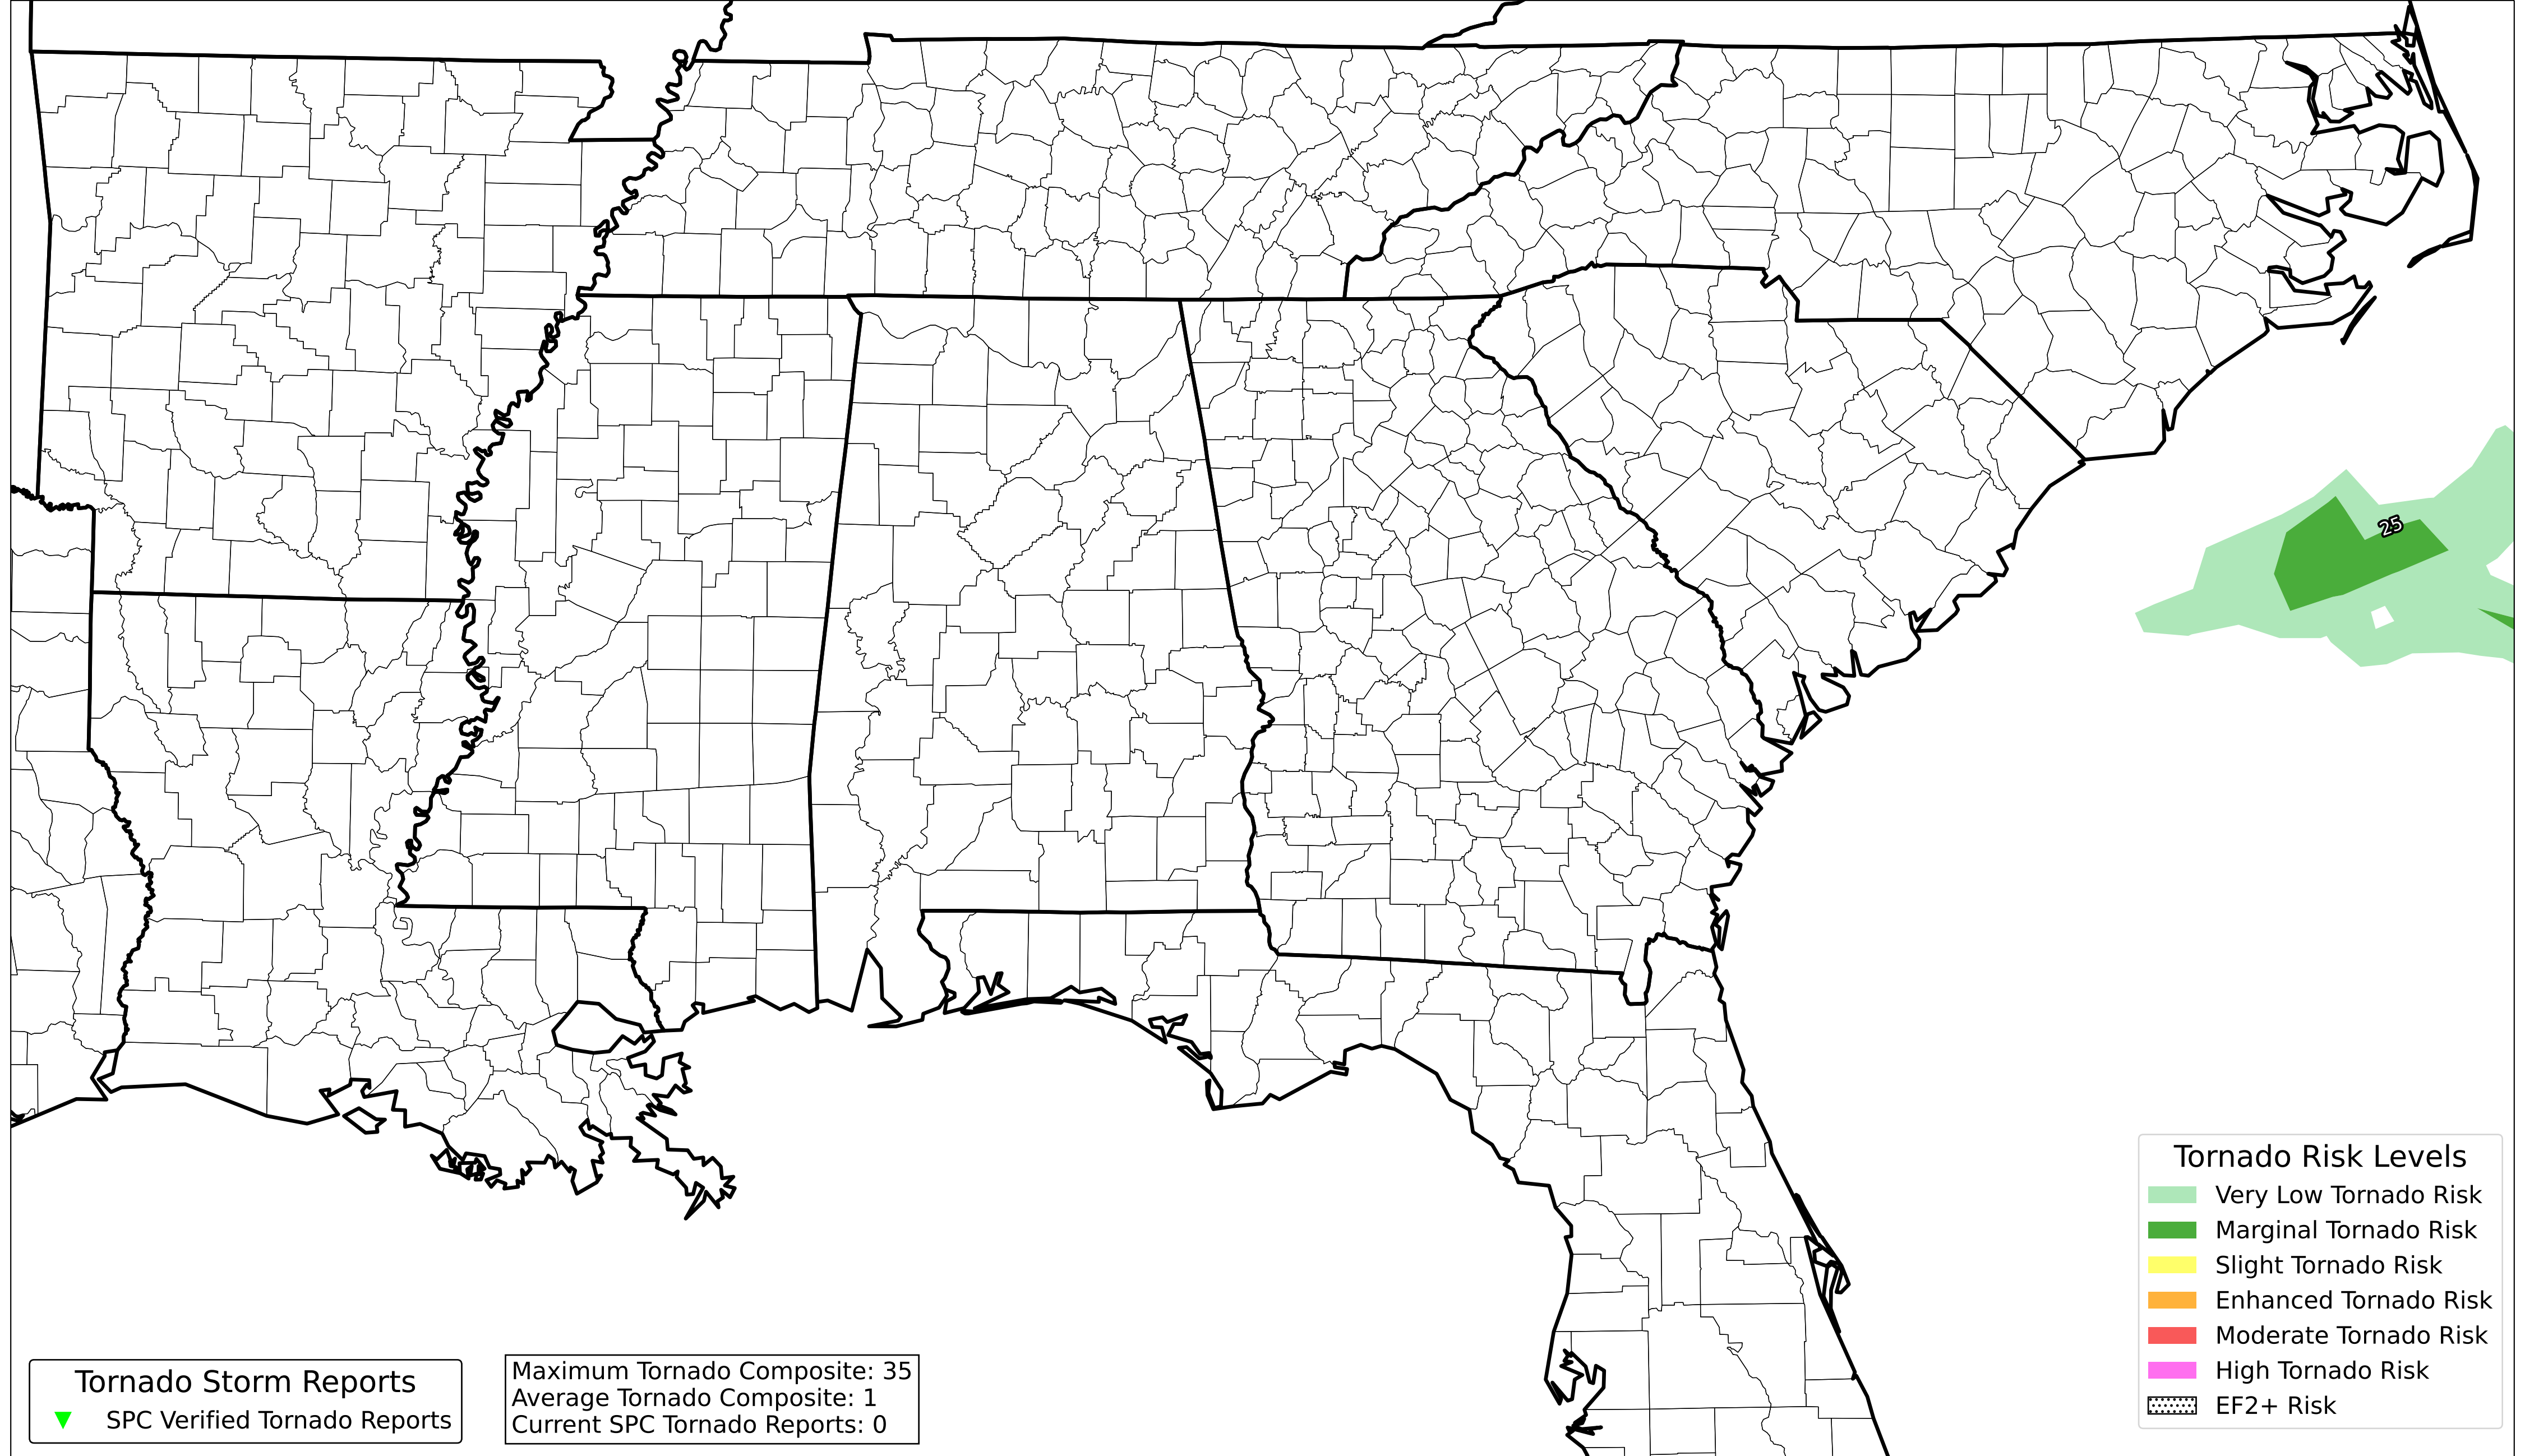 25
Tornado Risk Levels
Very Low Tornado Risk
Marginal Tornado Risk
Slight Tornado Risk
Enhanced Tornado Risk
Moderate Tornado Risk
High Tornado Risk
EF2+ Risk
Tornado Storm Reports
SPC Verified Tornado Reports
Maximum Tornado Composite: 35
Average Tornado Composite: 1
Current SPC Tornado Reports: 0